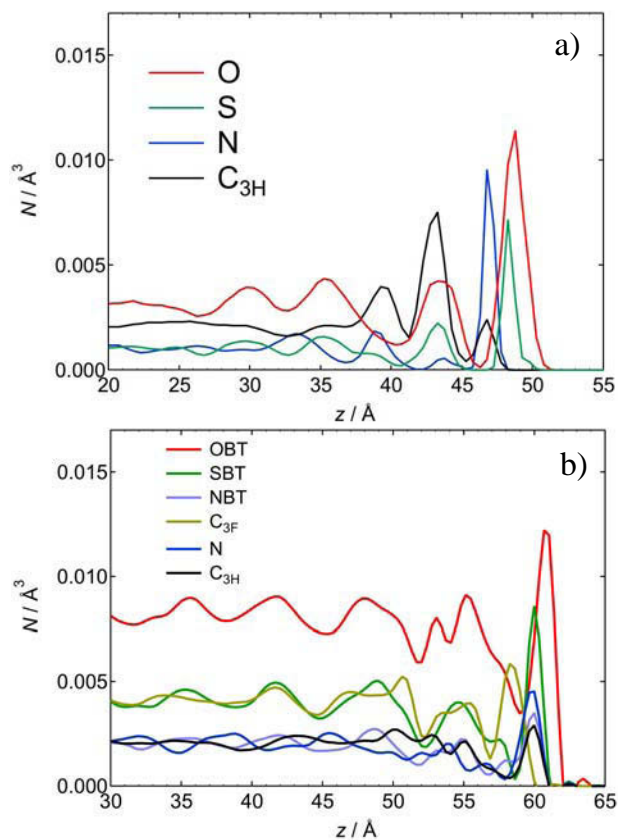 a)
0.015
0.010
0.005
0.000
N / Å³
O
S
N
C₃H
20 25 30 35 40 45 50 55
z / Å
b)
0.015
0.010
0.005
0.000
N / Å³
OBT
SBT
NBT
C₃F
N
C₃H
30 35 40 45 50 55 60 65
z / Å